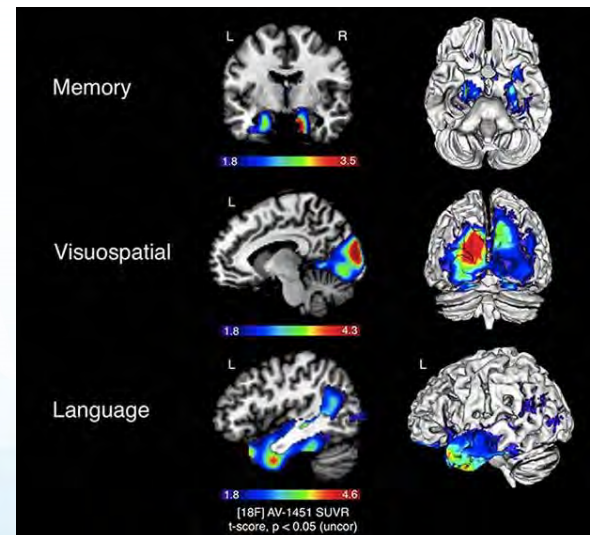 L R
Memory
1.8 3.5
L
Visuospatial
1.8 4.3
L L
Language
1.8 4.6
[18F] AV-1451 SUVR
t-score, p < 0.05 (uncor)